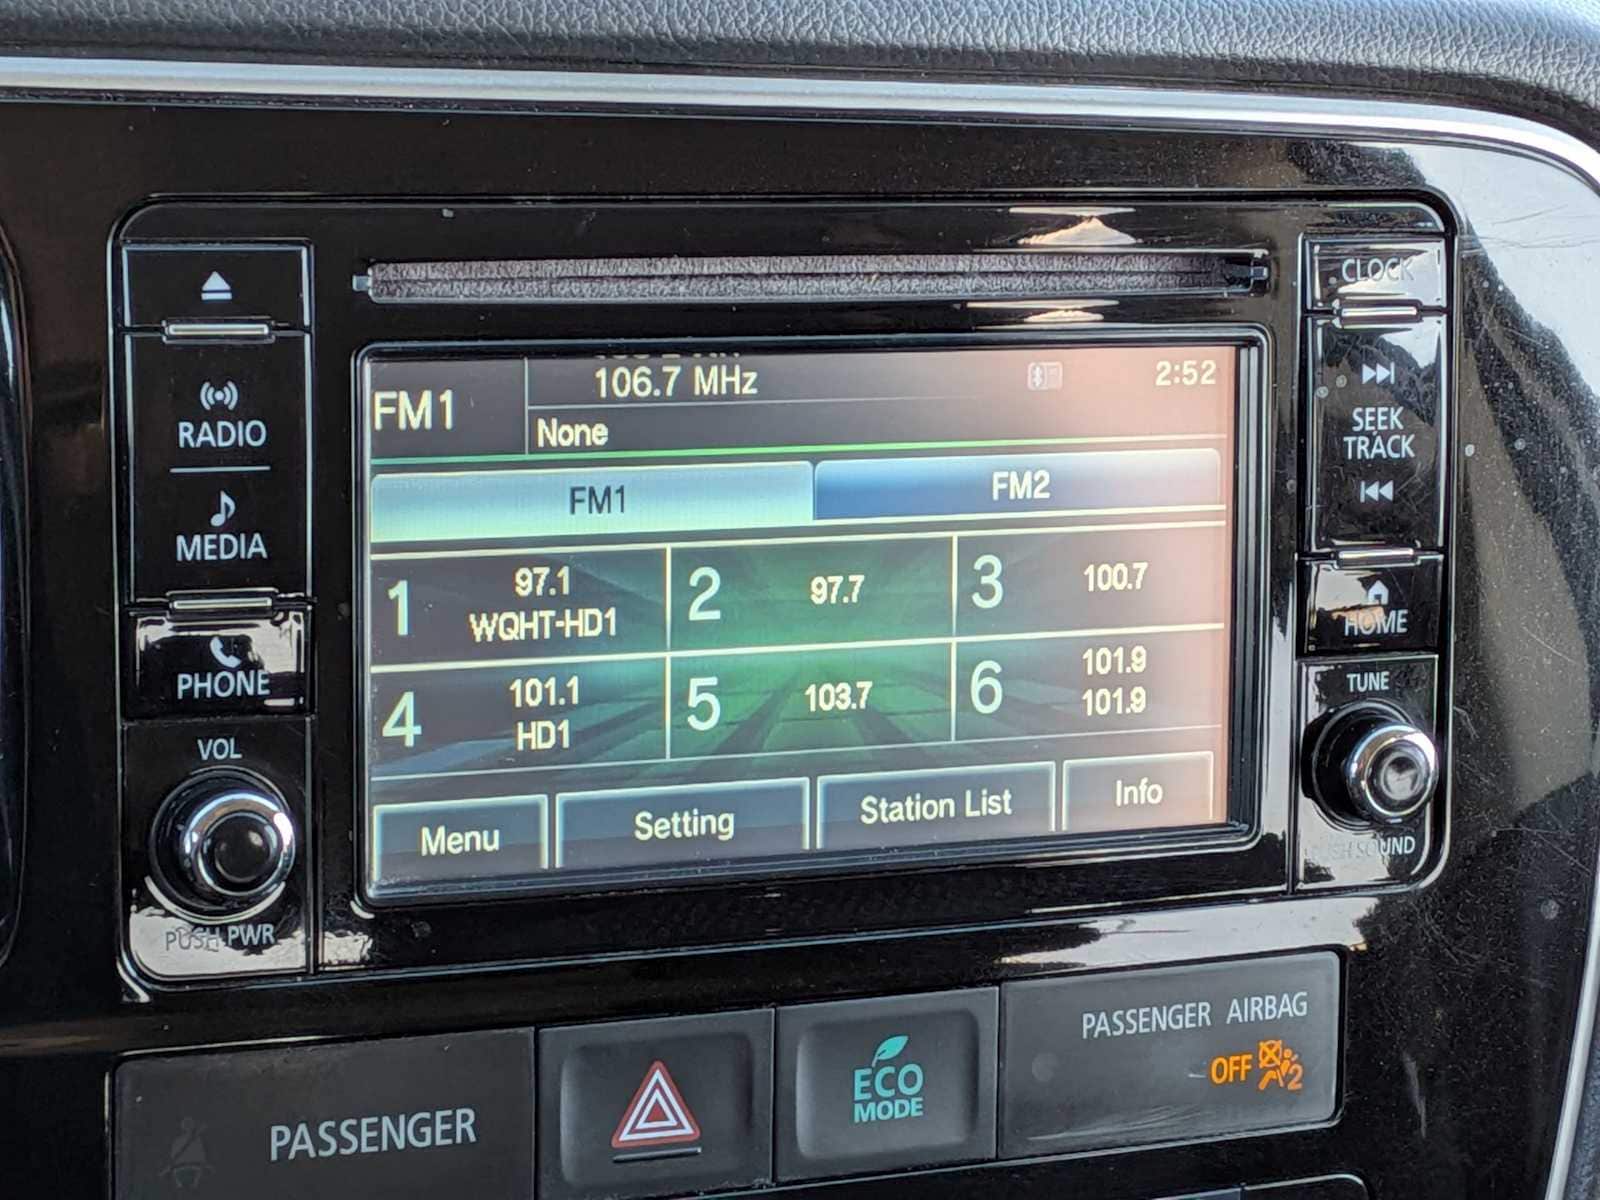 CLOCK
RADIO
MEDIA
PHONE
VOL
PUSH PWR
FM1
106.7 MHz
2:52
None
FM1 FM2
1 97.1 WQHT-HD1
2 97.7
3 100.7
4 101.1 HD1
5 103.7
6 101.9 101.9
Menu Setting Station List Info
SEEK
TRACK
HOME
TUNE
PUSH SOUND
PASSENGER
ECO
MODE
PASSENGER AIRBAG
OFF 2